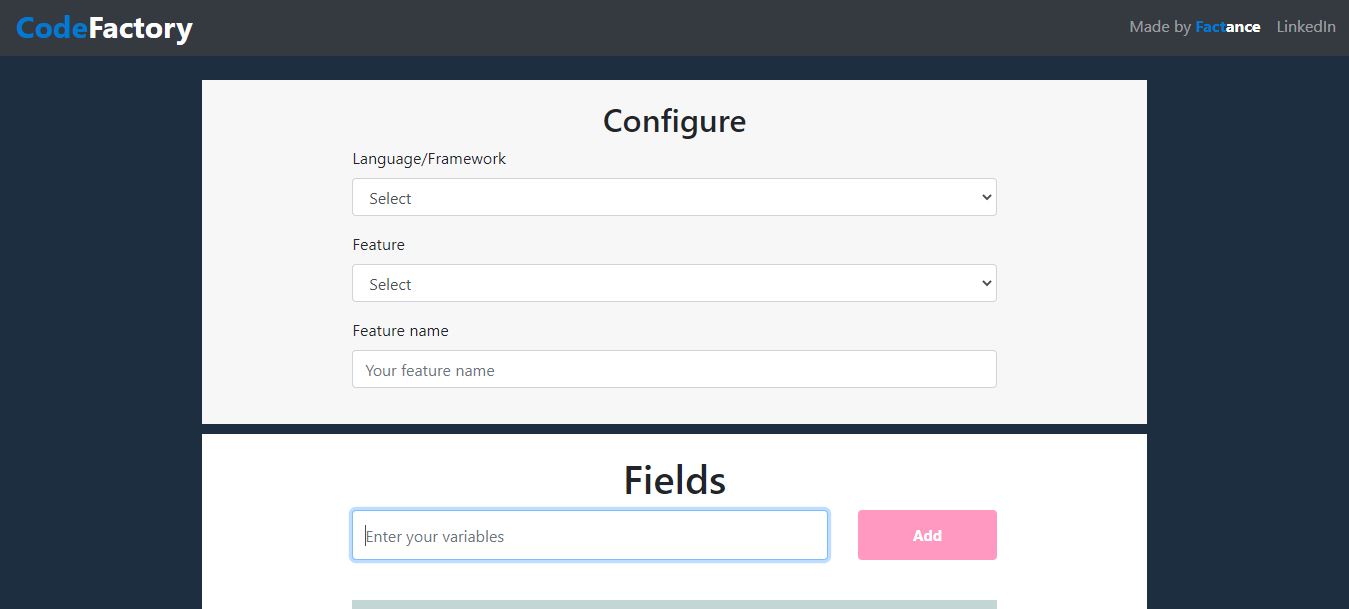 CodeFactory
Made by Factance LinkedIn
Configure
Language/Framework
Select
Feature
Select
Feature name
Your feature name
Fields
Enter your variables
Add